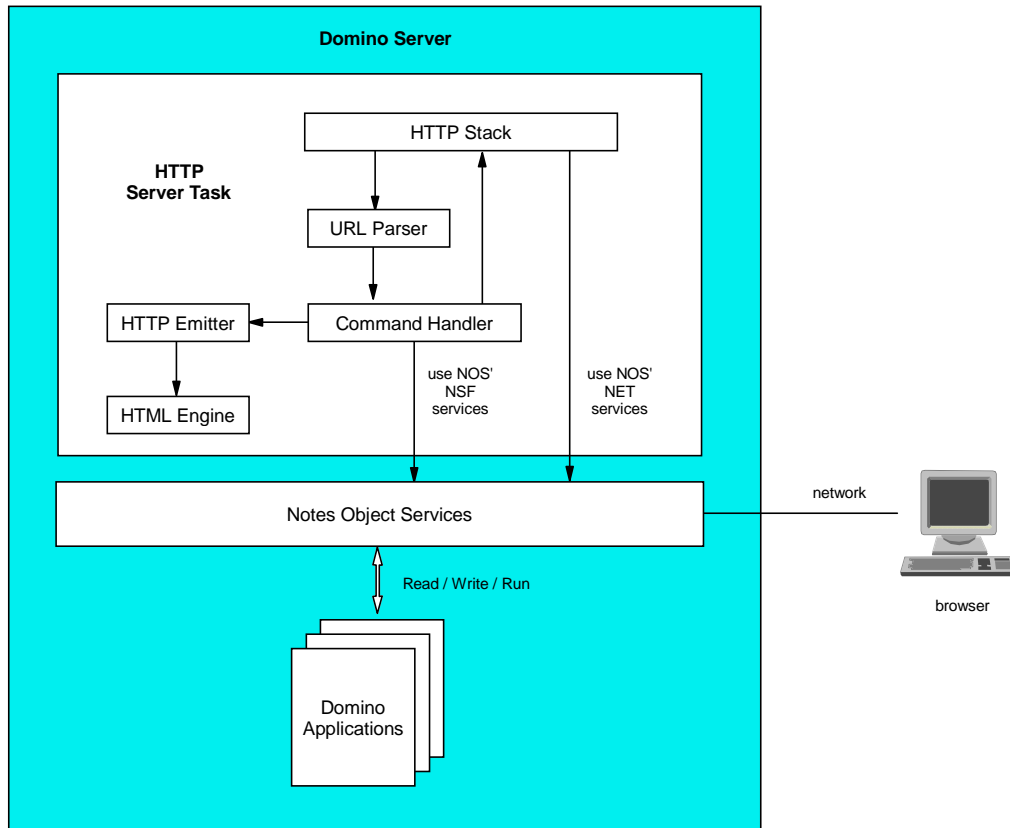 Domino Server
HTTP Stack
HTTP
Server Task
URL Parser
HTTP Emitter
Command Handler
use NOS'
NSF
services
use NOS'
NET
services
HTML Engine
Notes Object Services
network
Read / Write / Run
browser
Domino
Applications